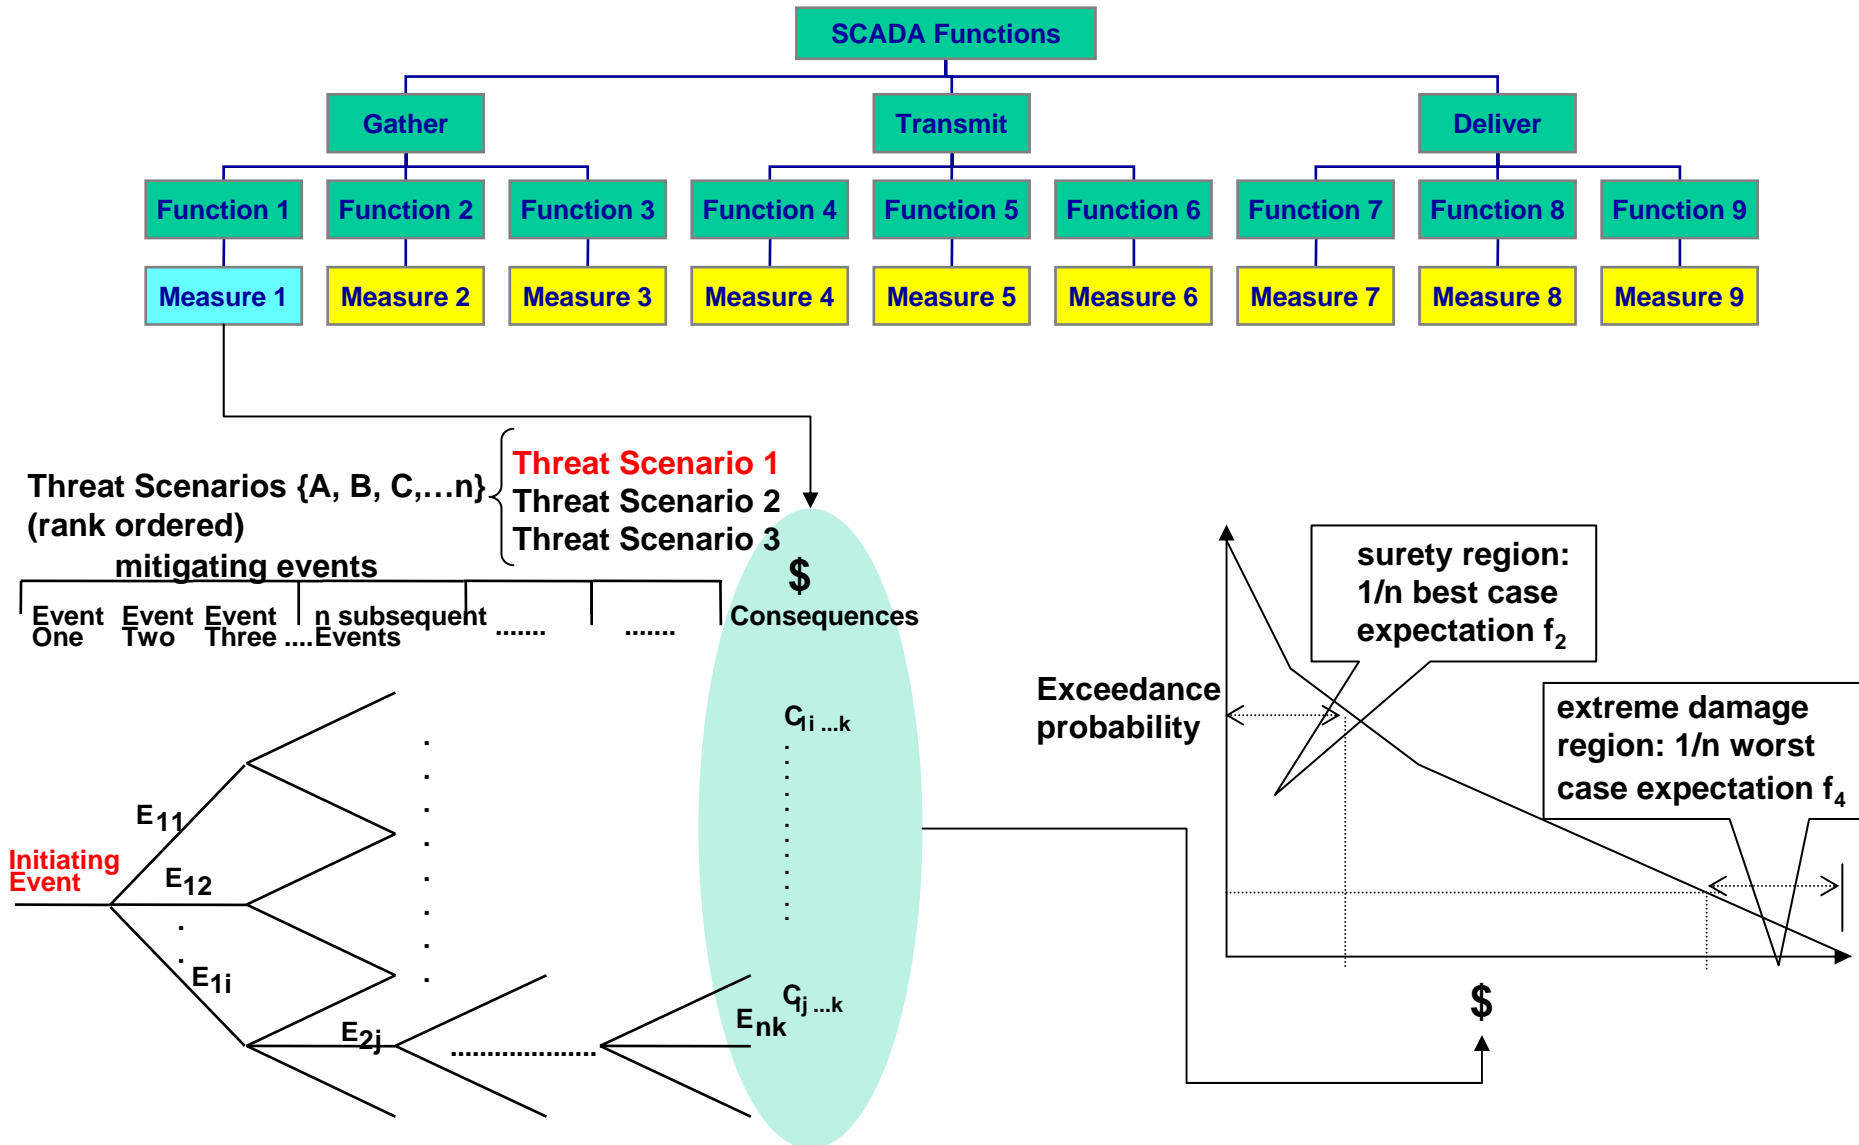 SCADA Functions
Gather
Transmit
Deliver
Function 1
Function 2
Function 3
Function 4
Function 5
Function 6
Function 7
Function 8
Function 9
Measure 1
Measure 2
Measure 3
Measure 4
Measure 5
Measure 6
Measure 7
Measure 8
Measure 9
Threat Scenarios {A, B, C,…n}
(rank ordered)
Threat Scenario 1
Threat Scenario 2
Threat Scenario 3
mitigating events
Event
One
Event
Two
Event
Three ....
n subsequent
Events
.......
.......
$
Consequences
Initiating
Event
E11
E12
E1i
E2j
....................
Enk
C1i ...k
C1j ...k
Exceedance
probability
surety region:
1/n best case
expectation f2
extreme damage
region: 1/n worst
case expectation f4
$